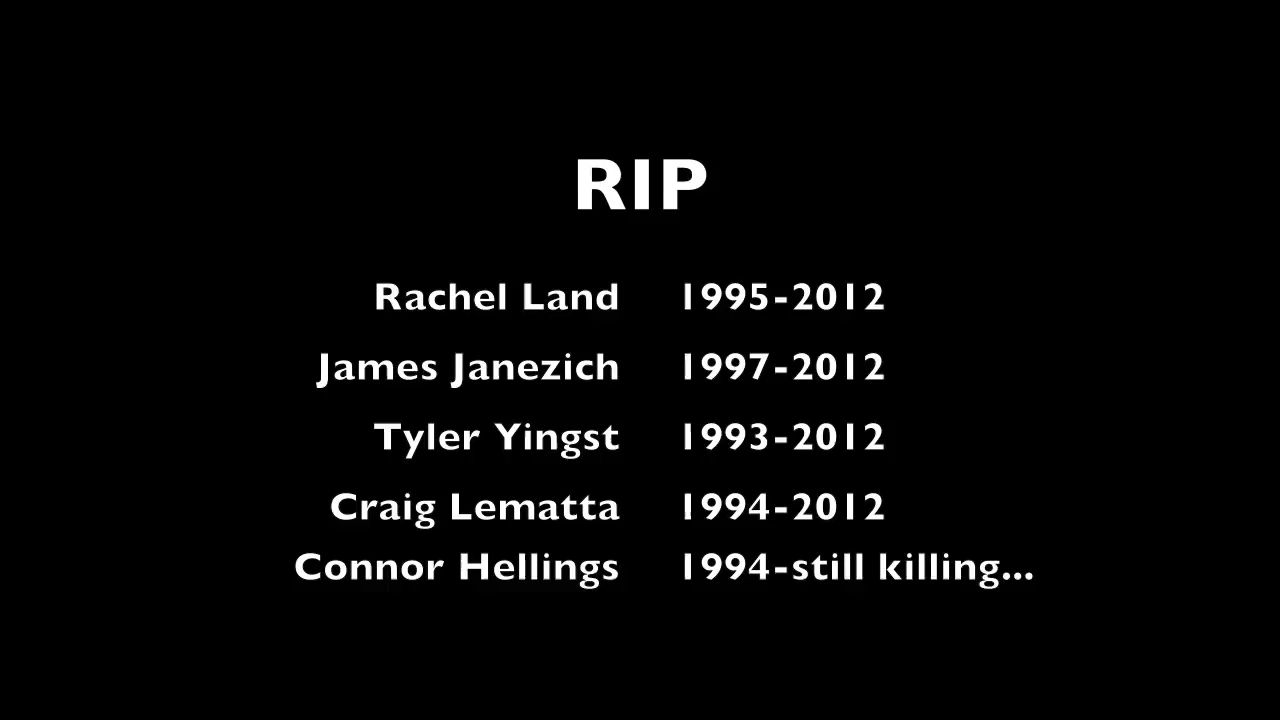 RIP
Rachel Land 1995-2012
James Janezich 1997-2012
Tyler Yingst 1993-2012
Craig Lematta 1994-2012
Connor Hellings 1994-still killing...